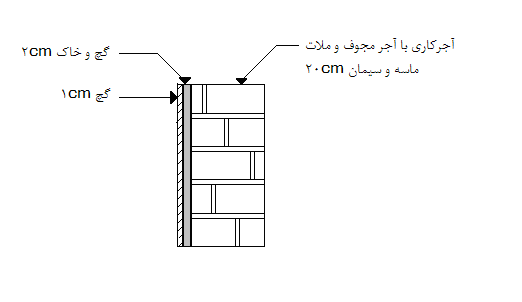 آجرکاری با آجر مجوف و ملات
ماسه و سیمان ۲۰cm
گچ و خاک ۲cm
گچ ۱cm